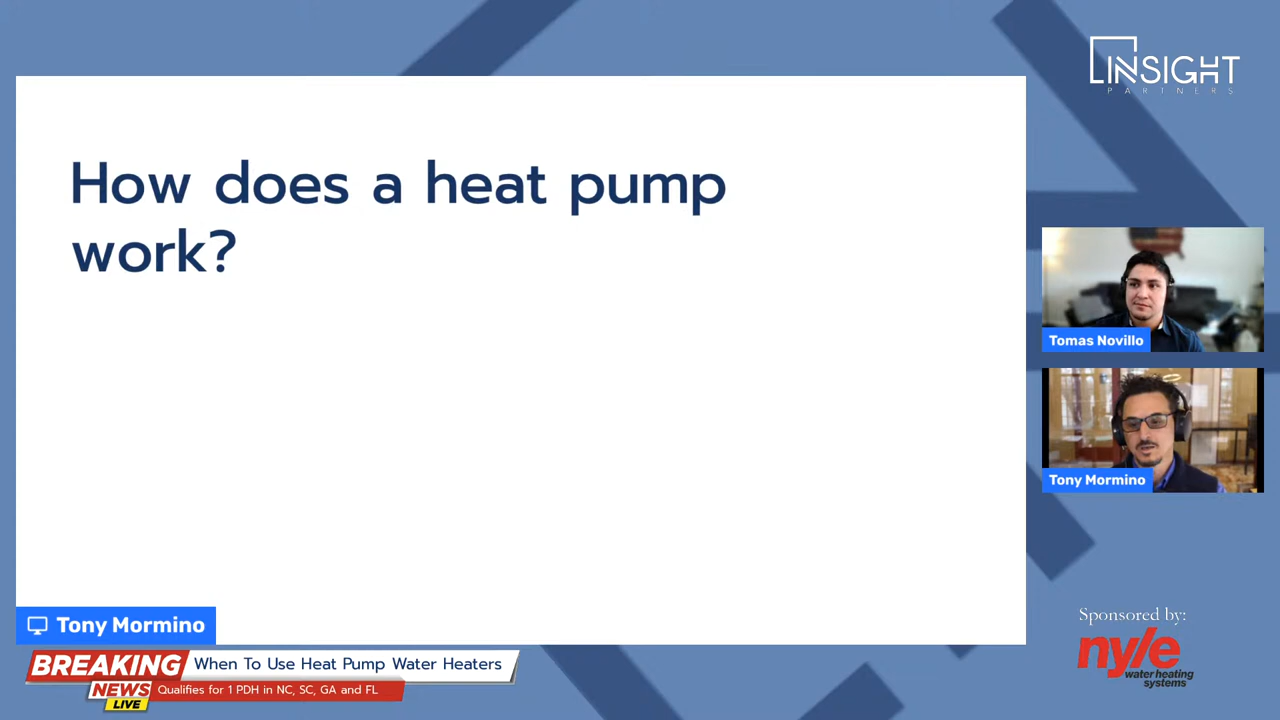 INSIGHT
PARTNERS
How does a heat pump
work?
Tomas Novillo
Tony Mormino
Tony Mormino
Sponsored by:
nyle
water heating
systems
BREAKING
NEWS
LIVE
When To Use Heat Pump Water Heaters
Qualifies for 1 PDH in NC, SC, GA and FL